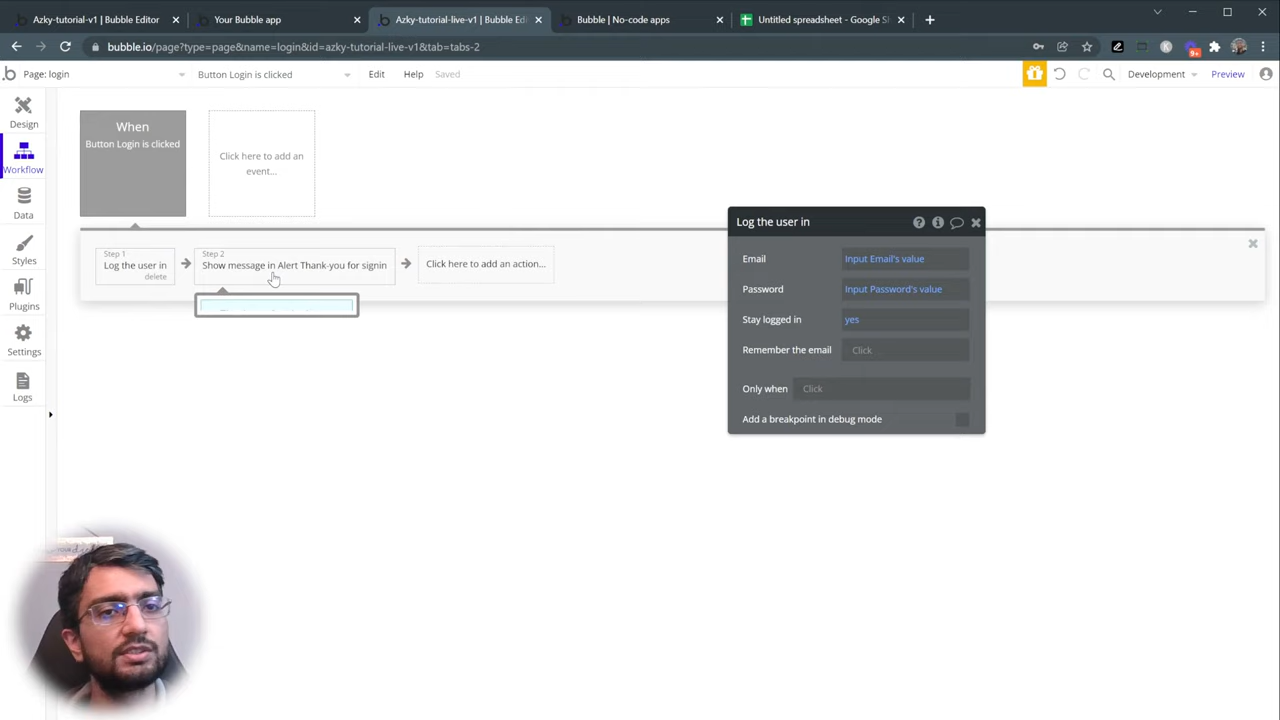 Azky-tutorial-v1 | Bubble Editor
Your Bubble app
Azky-tutorial-live-v1 | Bubble Edi
Bubble | No-code apps
Untitled spreadsheet - Google Sh
bubble.io/page?type=page&name=login&id=azky-tutorial-live-v1&tab=tabs-2
9+
Page: login
Button Login is clicked
Edit
Help
Saved
Development
Preview
Design
Workflow
Data
Styles
Plugins
Settings
Logs
When
Button Login is clicked
Click here to add an
event...
Step 1
Log the user in
delete
Step 2
Show message in Alert Thank-you for signin
Click here to add an action...
Log the user in
Email
Input Email's value
Password
Input Password's value
Stay logged in
yes
Remember the email
Click
Only when
Click
Add a breakpoint in debug mode